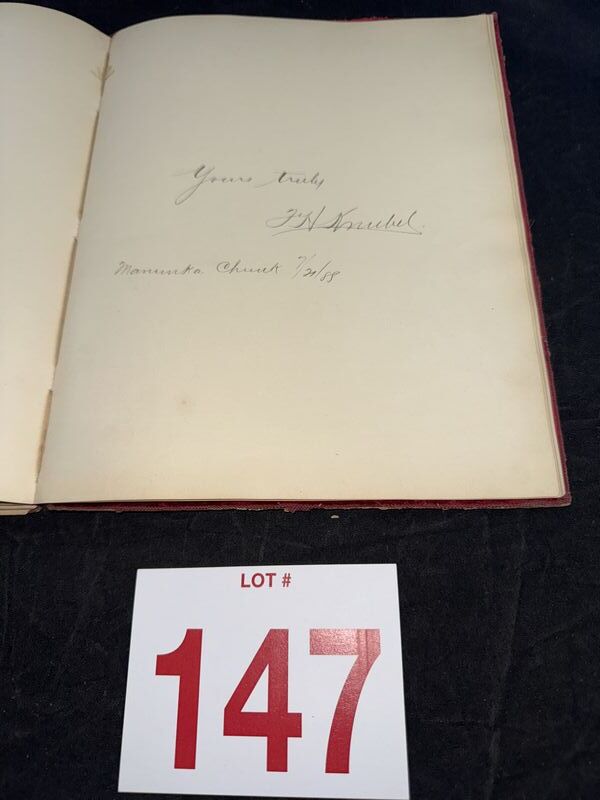 Yours truly
F H Knubel.
Manunka Chunk 7/21/88
LOT #
147